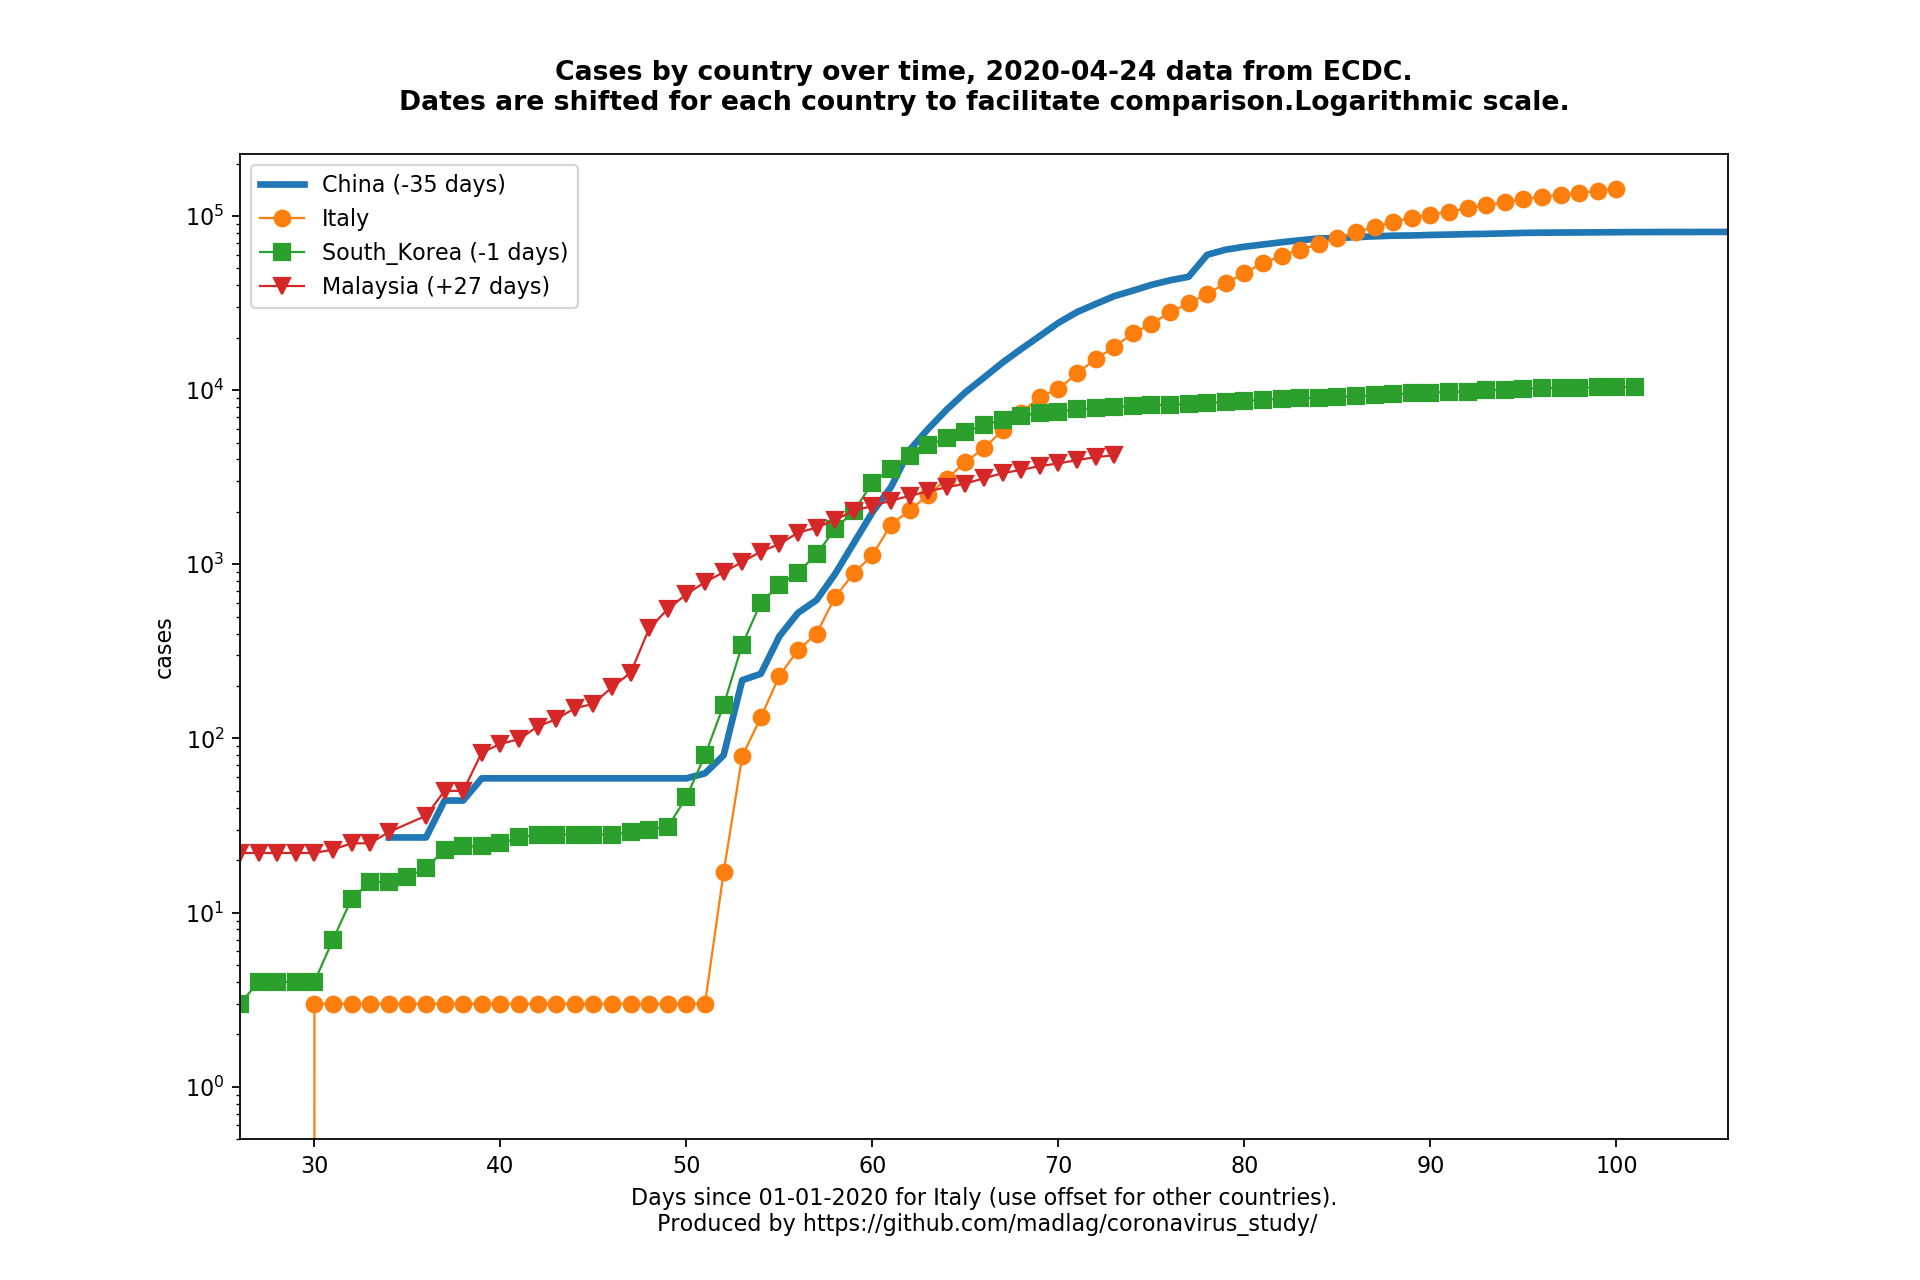 Cases by country over time, 2020-04-24 data from ECDC.
Dates are shifted for each country to facilitate comparison.Logarithmic scale.
China (-35 days)
Italy
South_Korea (-1 days)
Malaysia (+27 days)
10^5
10^4
10^3
10^2
10^1
10^0
cases
30 40 50 60 70 80 90 100
Days since 01-01-2020 for Italy (use offset for other countries).
Produced by https://github.com/madlag/coronavirus_study/